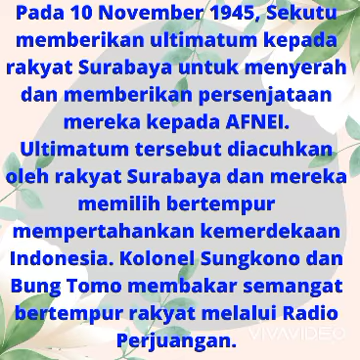 Pada 10 November 1945, Sekutu
memberikan ultimatum kepada
rakyat Surabaya untuk menyerah
dan memberikan persenjataan
mereka kepada AFNEI.
Ultimatum tersebut diacuhkan
oleh rakyat Surabaya dan mereka
memilih bertempur
mempertahankan kemerdekaan
Indonesia. Kolonel Sungkono dan
Bung Tomo membakar semangat
bertempur rakyat melalui Radio
Perjuangan.
VIVAVIDEO